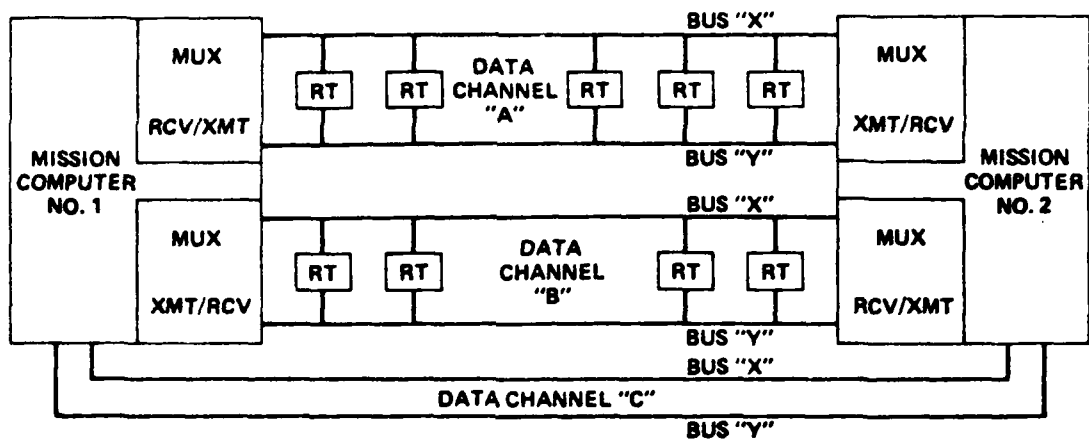 BUS "X"
MUX
RCV/XMT
MISSION
COMPUTER
NO. 1
MUX
XMT/RCV
RT
RT
DATA
CHANNEL
"A"
RT
RT
RT
BUS "Y"
BUS "X"
RT
RT
DATA
CHANNEL
"B"
RT
RT
BUS "Y"
MUX
XMT/RCV
MISSION
COMPUTER
NO. 2
MUX
RCV/XMT
BUS "X"
DATA CHANNEL "C"
BUS "Y"